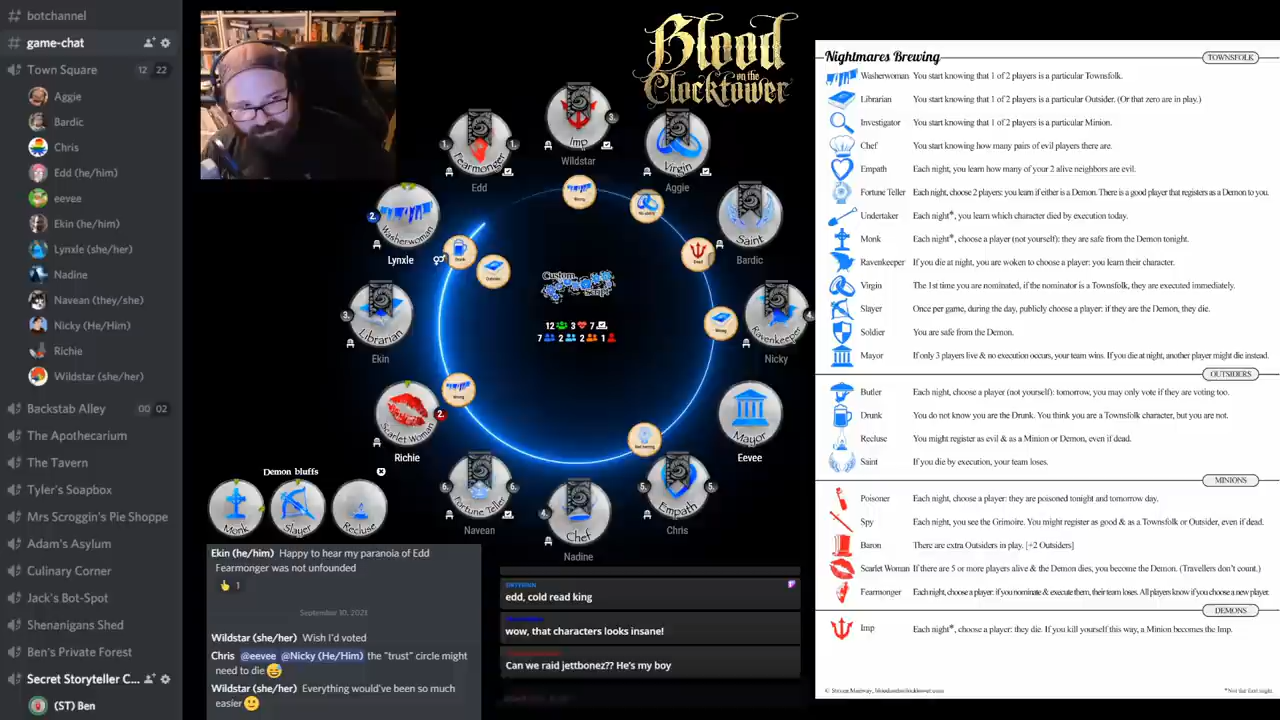 # botchannel
game-chat
Town square 12 22
Bardic
Chris
Edd (he/him)
eevee
Ekin (he/him)
Lynxle (she/her)
Nadine
Navean (they/she)
Nicky (He/Him)
Richie
Wildstar (she/her)
Backstab Alley 00 02
The Apothecarium
The Tavern
Tyler's Soapbox
Mrs Scroggin's Pie Shoppe
Adam's Asylum
Culinary Corner
Jack's Bot-Spot
Shenanigans Shed
Ben's Private Forest
Secret Storyteller C...
(ST) Ben
Blood
on the
Clocktower
Fearmonger
Edd
Imp
Wildstar
Virgin
Aggie
Saint
Bardic
Ravenkeeper
Nicky
Mayor
Eevee
Empath
Chris
Chef
Nadine
Fortune Teller
Navean
Scarlet Woman
Richie
Librarian
Ekin
Washerwoman
Lynxle
Custom
Script
12 3 7
7 2 2 1
Demon bluffs
Monk
Slayer
Recluse
Ekin (he/him) Happy to hear my paranoia of Edd
Fearmonger was not unfounded
1
September 10, 2021
Wildstar (she/her) Wish I'd voted
Chris @eevee @Nicky (He/Him) the "trust" circle might
need to die
Wildstar (she/her) Everything would've been so much
easier
edd, cold read king
wow, that characters looks insane!
Can we raid jettbonez?? He's my boy
Nightmares Brewing
TOWNSFOLK
Washerwoman You start knowing that 1 of 2 players is a particular Townsfolk.
Librarian You start knowing that 1 of 2 players is a particular Outsider. (Or that zero are in play.)
Investigator You start knowing that 1 of 2 players is a particular Minion.
Chef You start knowing how many pairs of evil players there are.
Empath Each night, you learn how many of your 2 alive neighbors are evil.
Fortune Teller Each night, choose 2 players: you learn if either is a Demon. There is a good player that registers as a Demon to you.
Undertaker Each night*, you learn which character died by execution today.
Monk Each night*, choose a player (not yourself): they are safe from the Demon tonight.
Ravenkeeper If you die at night, you are woken to choose a player: you learn their character.
Virgin The 1st time you are nominated, if the nominator is a Townsfolk, they are executed immediately.
Slayer Once per game, during the day, publicly choose a player: if they are the Demon, they die.
Soldier You are safe from the Demon.
Mayor If only 3 players live & no execution occurs, your team wins. If you die at night, another player might die instead.
OUTSIDERS
Butler Each night, choose a player (not yourself): tomorrow, you may only vote if they are voting too.
Drunk You do not know you are the Drunk. You think you are a Townsfolk character, but you are not.
Recluse You might register as evil & as a Minion or Demon, even if dead.
Saint If you die by execution, your team loses.
MINIONS
Poisoner Each night, choose a player: they are poisoned tonight and tomorrow day.
Spy Each night, you see the Grimoire. You might register as good & as a Townsfolk or Outsider, even if dead.
Baron There are extra Outsiders in play. [+2 Outsiders]
Scarlet Woman If there are 5 or more players alive & the Demon dies, you become the Demon. (Travellers don't count.)
Fearmonger Each night, choose a player: if you nominate & execute them, their team loses. All players know if you choose a new player.
DEMONS
Imp Each night*, choose a player: they die. If you kill yourself this way, a Minion becomes the Imp.
*Not the first night